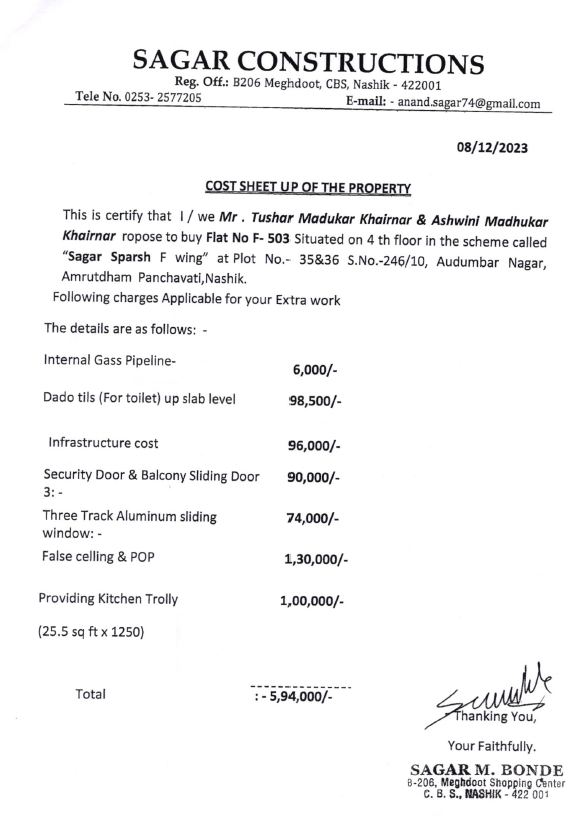 SAGAR CONSTRUCTIONS
Reg. Off.: B206 Meghdoot, CBS, Nashik - 422001
Tele No. 0253- 2577205 E-mail: - anand.sagar74@gmail.com
08/12/2023
COST SHEET UP OF THE PROPERTY
This is certify that I / we Mr . Tushar Madukar Khairnar & Ashwini Madhukar
Khairnar ropose to buy Flat No F- 503 Situated on 4 th floor in the scheme called
“Sagar Sparsh F wing” at Plot No.- 35&36 S.No.-246/10, Audumbar Nagar,
Amrutdham Panchavati,Nashik.
Following charges Applicable for your Extra work
The details are as follows: -
Internal Gass Pipeline- 6,000/-
Dado tils (For toilet) up slab level 98,500/-
Infrastructure cost 96,000/-
Security Door & Balcony Sliding Door 90,000/-
3: -
Three Track Aluminum sliding 74,000/-
window: -
False celling & POP 1,30,000/-
Providing Kitchen Trolly 1,00,000/-
(25.5 sq ft x 1250)
Total : - 5,94,000/-
Thanking You,
Your Faithfully.
SAGAR M. BONDE
B-206, Meghdoot Shopping Center
C. B. S., NASHIK - 422 001